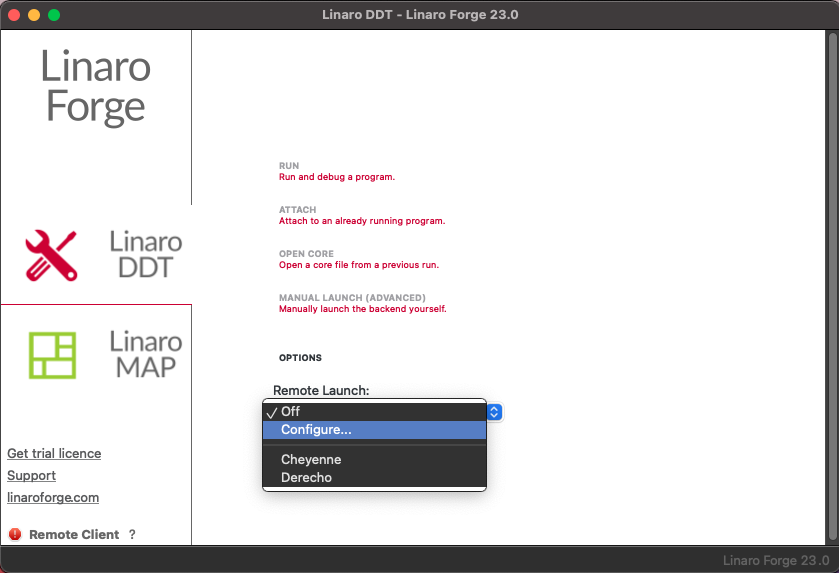 Linaro DDT - Linaro Forge 23.0
Linaro
Forge
Linaro
DDT
Linaro
MAP
Get trial licence
Support
linaroforge.com
Remote Client ?
RUN
Run and debug a program.
ATTACH
Attach to an already running program.
OPEN CORE
Open a core file from a previous run.
MANUAL LAUNCH (ADVANCED)
Manually launch the backend yourself.
OPTIONS
Remote Launch:
✓ Off
Configure...
Cheyenne
Derecho
Linaro Forge 23.0